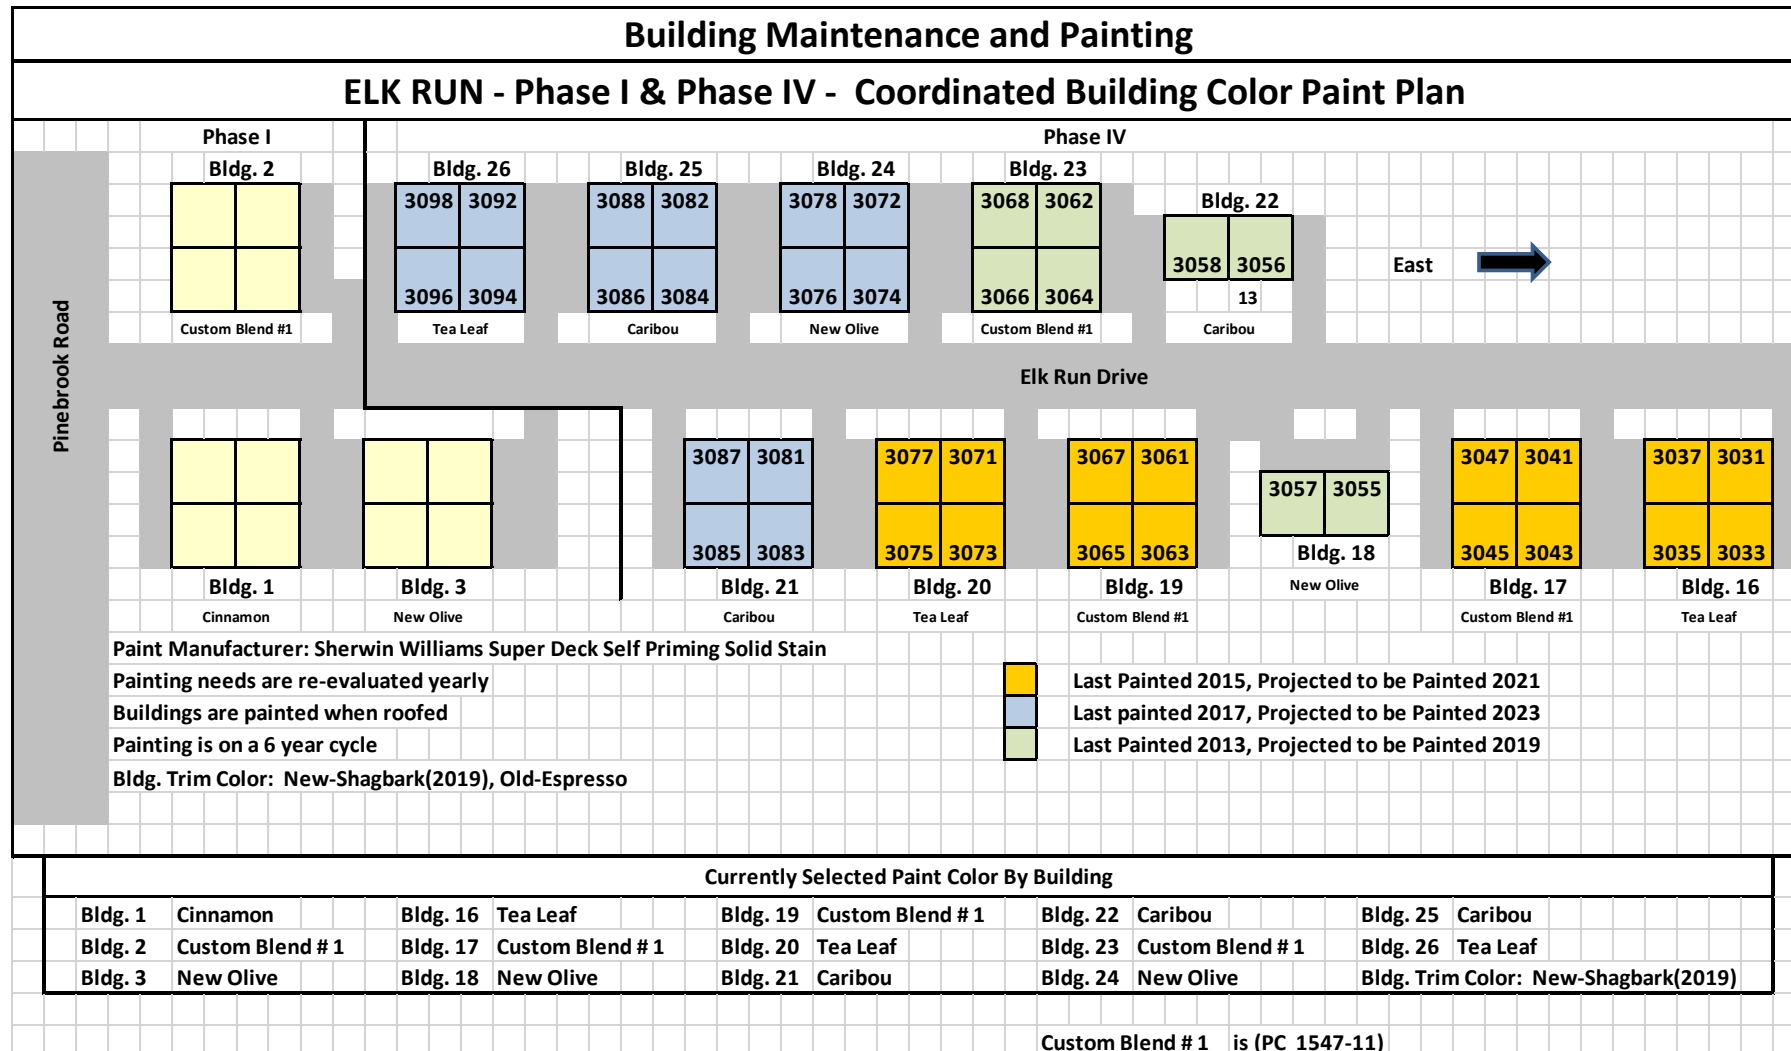 Building Maintenance and Painting
ELK RUN - Phase I & Phase IV - Coordinated Building Color Paint Plan
Phase I Phase IV
Bldg. 2 Bldg. 26 Bldg. 25 Bldg. 24 Bldg. 23
3098 3092 3088 3082 3078 3072 3068 3062 Bldg. 22
3058 3056 East
3096 3094 3086 3084 3076 3074 3066 3064 13
Custom Blend #1 Tea Leaf Caribou New Olive Custom Blend #1 Caribou
Pinebrook Road
Elk Run Drive
3087 3081 3077 3071 3067 3061 3047 3041 3037 3031
3057 3055
3085 3083 3075 3073 3065 3063 Bldg. 18 3045 3043 3035 3033
Bldg. 1 Bldg. 3 Bldg. 21 Bldg. 20 Bldg. 19 New Olive Bldg. 17 Bldg. 16
Cinnamon New Olive Caribou Tea Leaf Custom Blend #1 Custom Blend #1 Tea Leaf
Paint Manufacturer: Sherwin Williams Super Deck Self Priming Solid Stain
Painting needs are re-evaluated yearly Last Painted 2015, Projected to be Painted 2021
Buildings are painted when roofed Last painted 2017, Projected to be Painted 2023
Painting is on a 6 year cycle Last Painted 2013, Projected to be Painted 2019
Bldg. Trim Color: New-Shagbark(2019), Old-Espresso
Currently Selected Paint Color By Building
Bldg. 1 Cinnamon Bldg. 16 Tea Leaf Bldg. 19 Custom Blend # 1 Bldg. 22 Caribou Bldg. 25 Caribou
Bldg. 2 Custom Blend # 1 Bldg. 17 Custom Blend # 1 Bldg. 20 Tea Leaf Bldg. 23 Custom Blend # 1 Bldg. 26 Tea Leaf
Bldg. 3 New Olive Bldg. 18 New Olive Bldg. 21 Caribou Bldg. 24 New Olive Bldg. Trim Color: New-Shagbark(2019)
Custom Blend # 1 is (PC 1547-11)